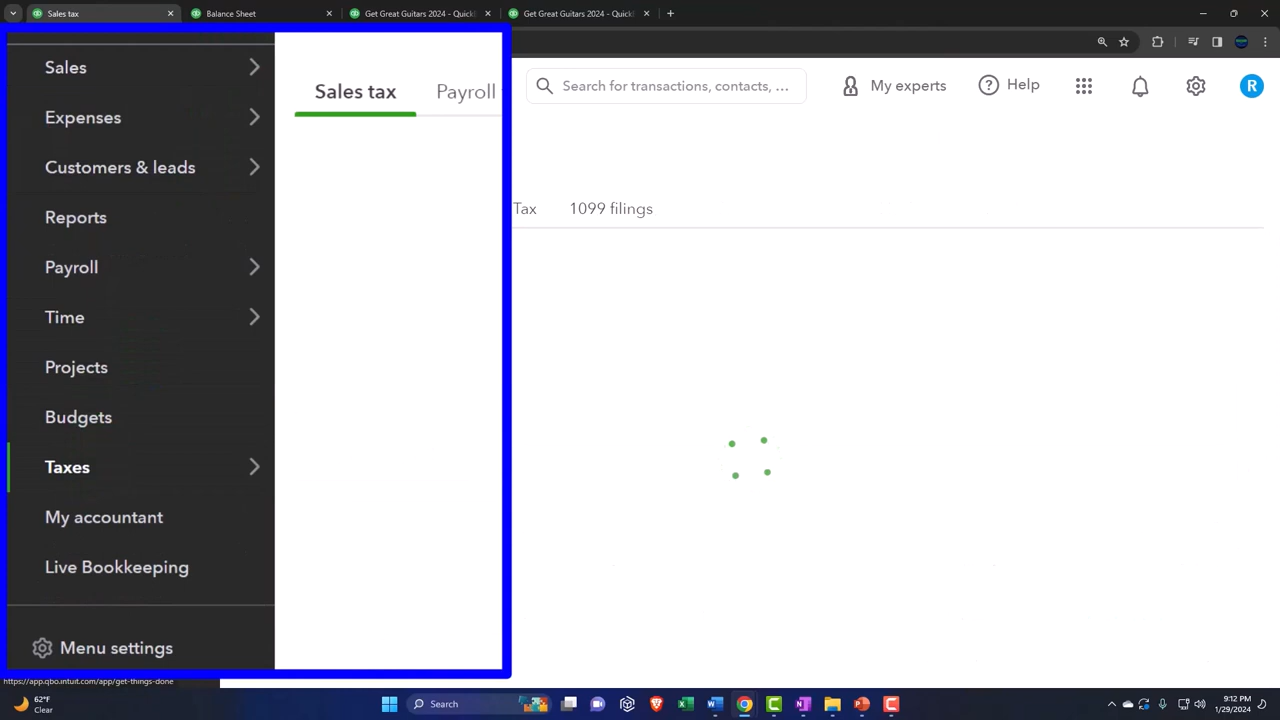 Sales tax
Balance Sheet
Get Great Guitars 2024 - QuickB
Get Great Guitars 2024 - QuickB
Search for transactions, contacts, ...
My experts
Help
R
Tax
1099 filings
Sales
Expenses
Customers & leads
Reports
Payroll
Time
Projects
Budgets
Taxes
My accountant
Live Bookkeeping
Menu settings
Sales tax
Payroll
https://app.qbo.intuit.com/app/get-things-done
62°F
Clear
Search
9:12 PM
1/29/2024